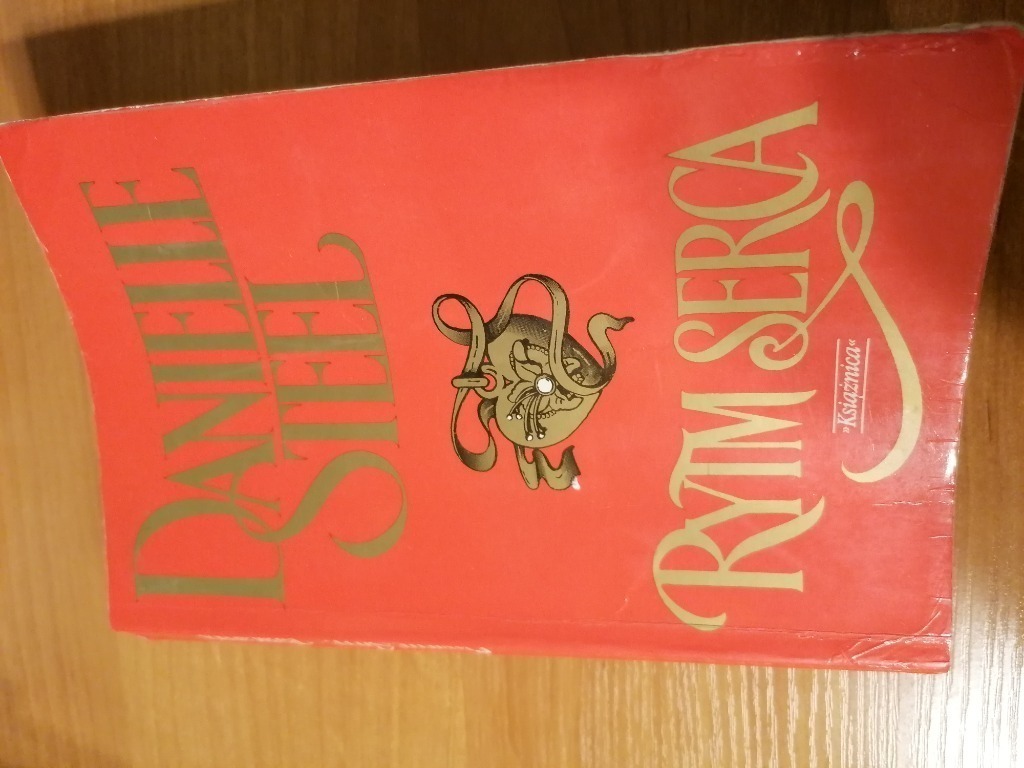 DANIELLE
STEEL
RYTM SERCA
»Książnica«